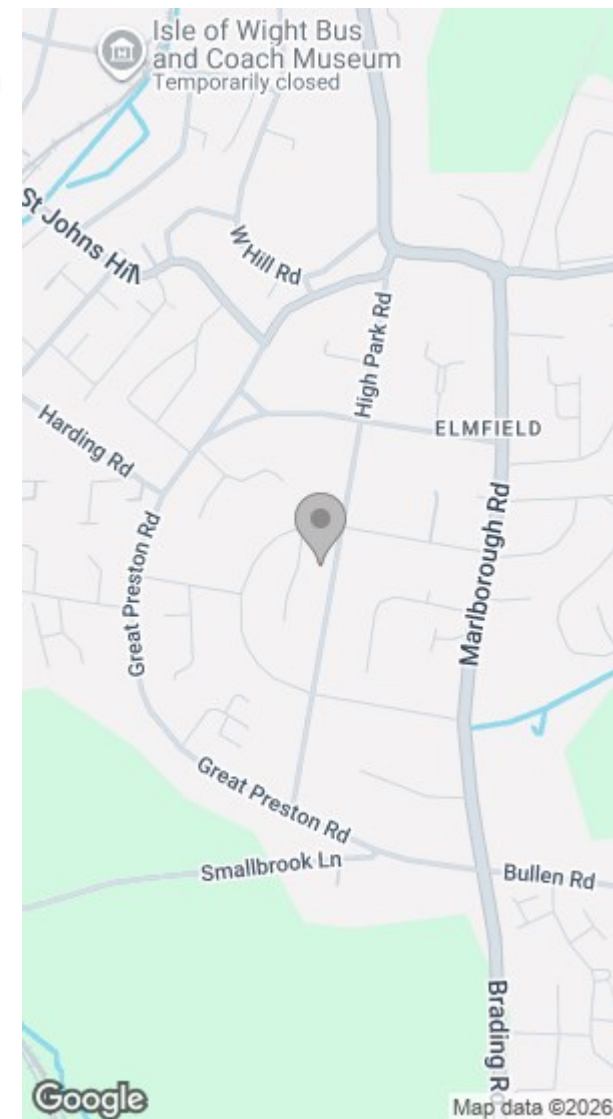 Isle of Wight Bus
and Coach Museum
Temporarily closed
St Johns Hill
W Hill Rd
High Park Rd
Harding Rd
ELMFIELD
Great Preston Rd
Marlborough Rd
Great Preston Rd
Smallbrook Ln
Bullen Rd
Brading Rd
Google
Map data ©2026